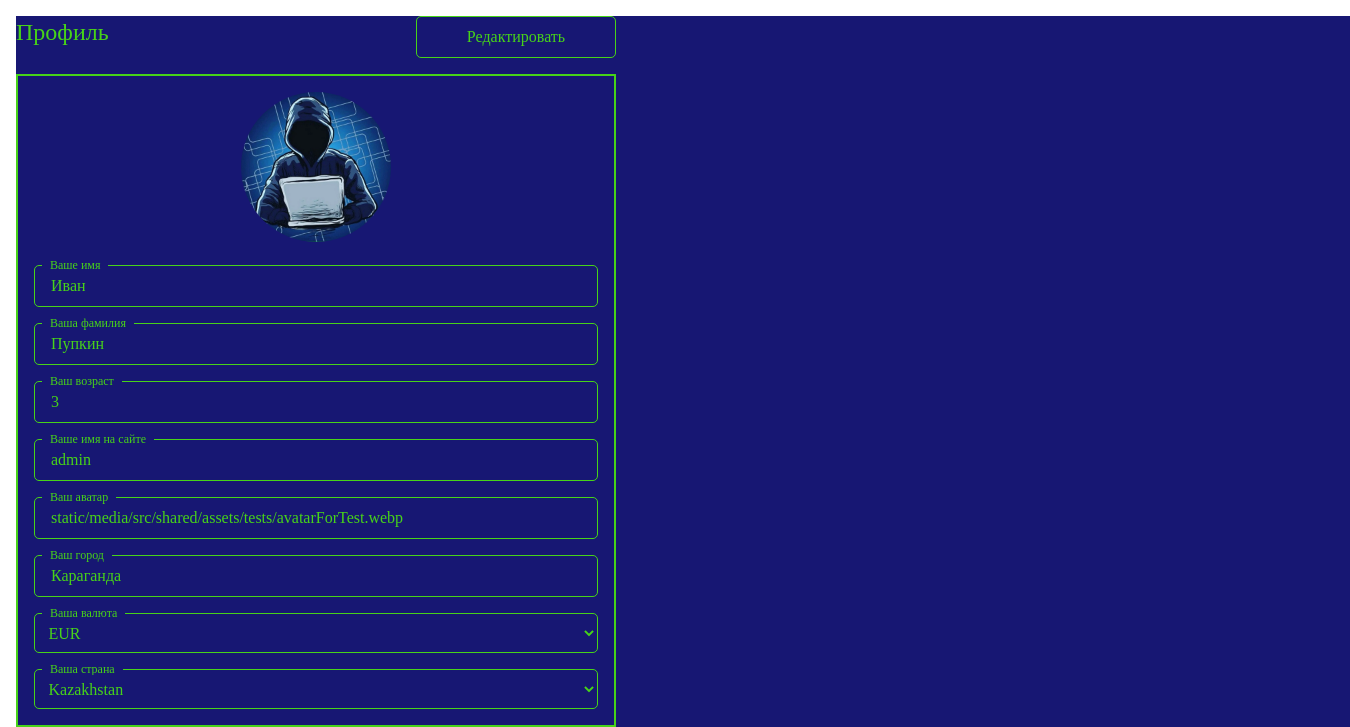 Профиль
Редактировать
Ваше имя
Иван
Ваша фамилия
Пупкин
Ваш возраст
3
Ваше имя на сайте
admin
Ваш аватар
static/media/src/shared/assets/tests/avatarForTest.webp
Ваш город
Караганда
Ваша валюта
EUR
Ваша страна
Kazakhstan